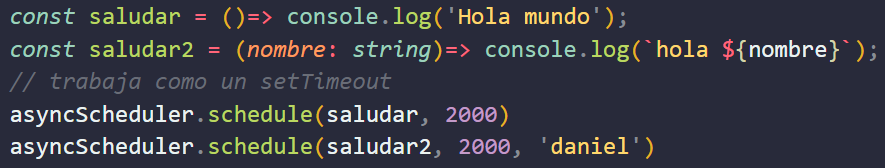 const saludar = ()=> console.log('Hola mundo');
const saludar2 = (nombre: string)=> console.log(`hola ${nombre}`);
// trabaja como un setTimeout
asyncScheduler.schedule(saludar, 2000)
asyncScheduler.schedule(saludar2, 2000, 'daniel')